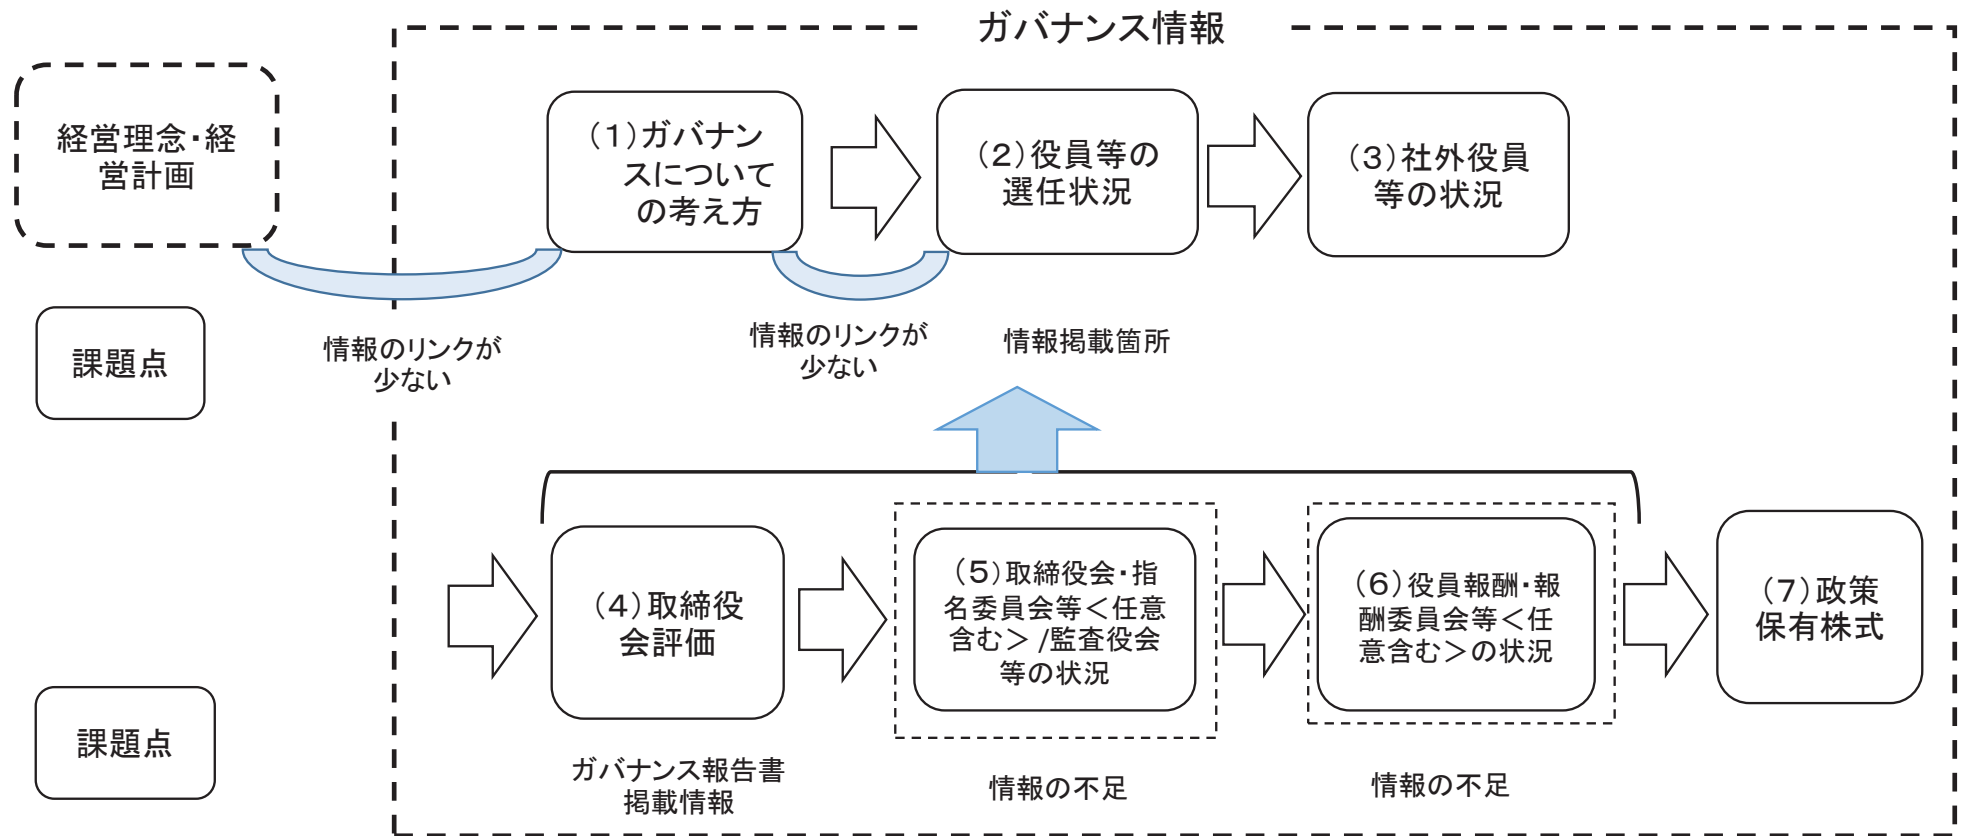 ガバナンス情報
経営理念・経
営計画
（１）ガバナン
スについて
の考え方
（２）役員等の
選任状況
（３）社外役員
等の状況
課題点
情報のリンクが
少ない
情報のリンクが
少ない
情報掲載箇所
（４）取締役
会評価
（５）取締役会・指
名委員会等＜任意
含む＞/監査役会
等の状況
（６）役員報酬・報
酬委員会等＜任
意含む＞の状況
（７）政策
保有株式
課題点
ガバナンス報告書
掲載情報
情報の不足
情報の不足